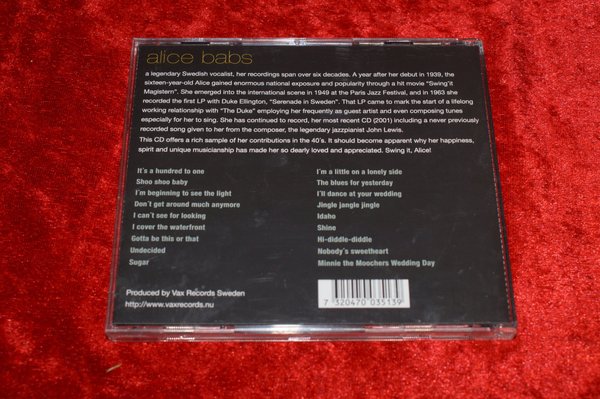 alice babs
a legendary Swedish vocalist, her recordings span over six decades. A year after her debut in 1939, the
sixteen-year-old Alice gained enormous national exposure and popularity through a hit movie “Swing'it
Magistern”. She emerged into the international scene in 1949 at the Paris Jazz Festival, and in 1963 she
recorded the first LP with Duke Ellington, “Serenade in Sweden”. That LP came to mark the start of a lifelong
working relationship with “The Duke” employing her frequently as guest artist and even composing tunes
especially for her to sing. She has continued to record, her most recent CD (2001) including a never previously
recorded song given to her from the composer, the legendary jazzpianist John Lewis.
This CD offers a rich sample of her contributions in the 40´s. It should become apparent why her happiness,
spirit and unique musicianship has made her so dearly loved and appreciated. Swing it, Alice!
It´s a hundred to one
Shoo shoo baby
I´m beginning to see the light
Don´t get around much anymore
I can´t see for looking
I cover the waterfront
Gotta be this or that
Undecided
Sugar
I´m a little on a lonely side
The blues for yesterday
I´ll dance at your wedding
Jingle jangle jingle
Idaho
Shine
Hi-diddle-diddle
Nobody´s sweetheart
Minnie the Moochers Wedding Day
Produced by Vax Records Sweden
http://www.vaxrecords.nu
7 320470 035139